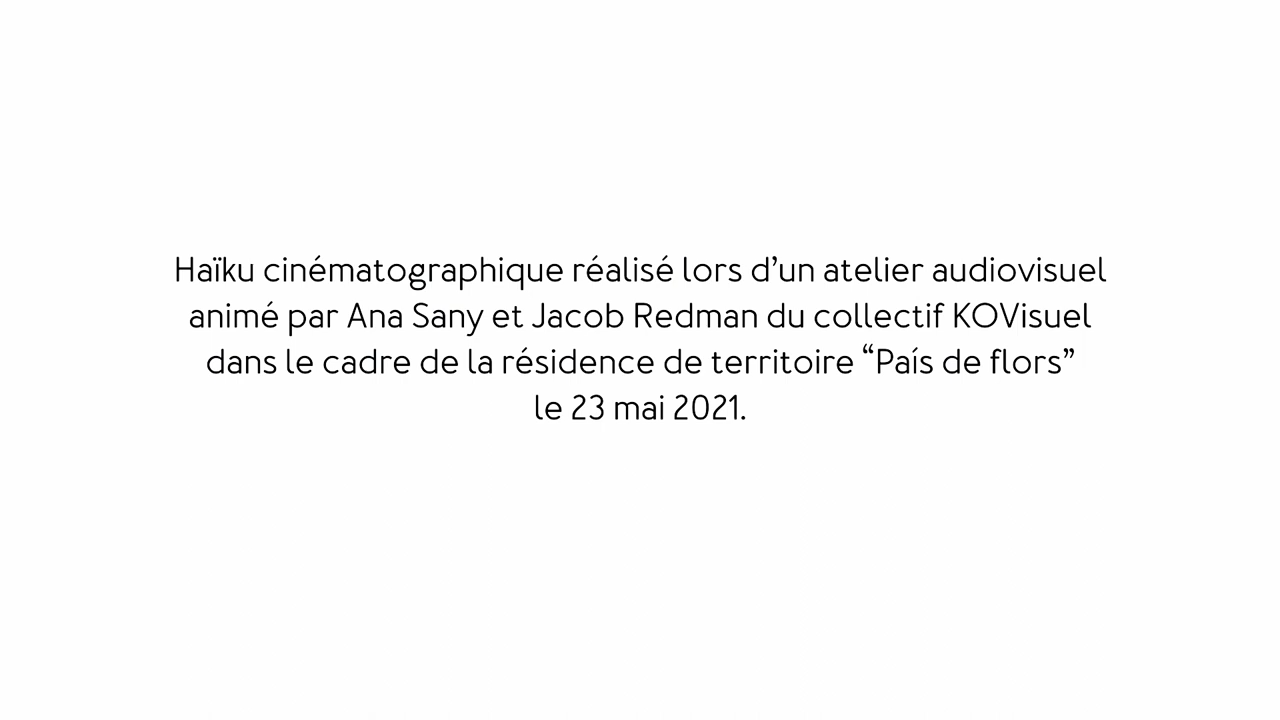 Haïku cinématographique réalisé lors d’un atelier audiovisuel
animé par Ana Sany et Jacob Redman du collectif KOVisuel
dans le cadre de la résidence de territoire “País de flors”
le 23 mai 2021.